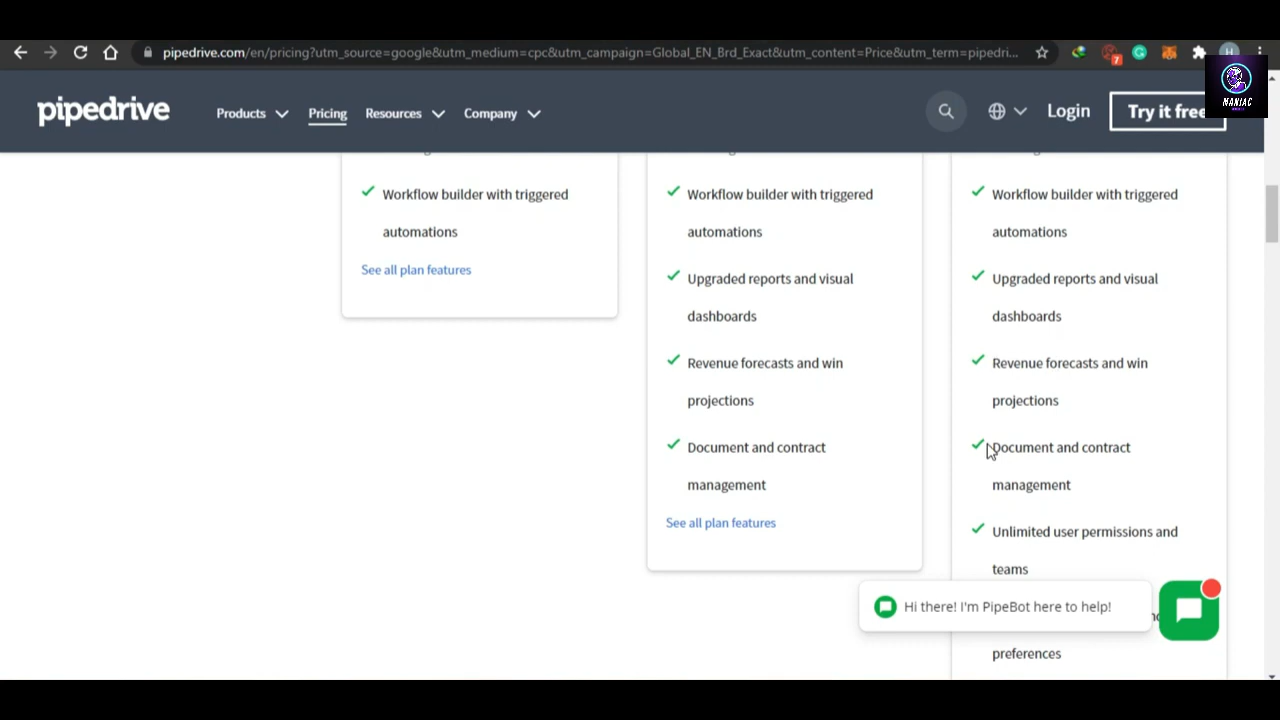 pipedrive.com/en/pricing?utm_source=google&utm_medium=cpc&utm_campaign=Global_EN_Brd_Exact&utm_content=Price&utm_term=pipedri...
7
H
MANIAC
pipedrive
Products
Pricing
Resources
Company
Login
Try it free
Workflow builder with triggered
automations
See all plan features
Workflow builder with triggered
automations
Upgraded reports and visual
dashboards
Revenue forecasts and win
projections
Document and contract
management
See all plan features
Workflow builder with triggered
automations
Upgraded reports and visual
dashboards
Revenue forecasts and win
projections
Document and contract
management
Unlimited user permissions and
teams
preferences
Hi there! I'm PipeBot here to help!